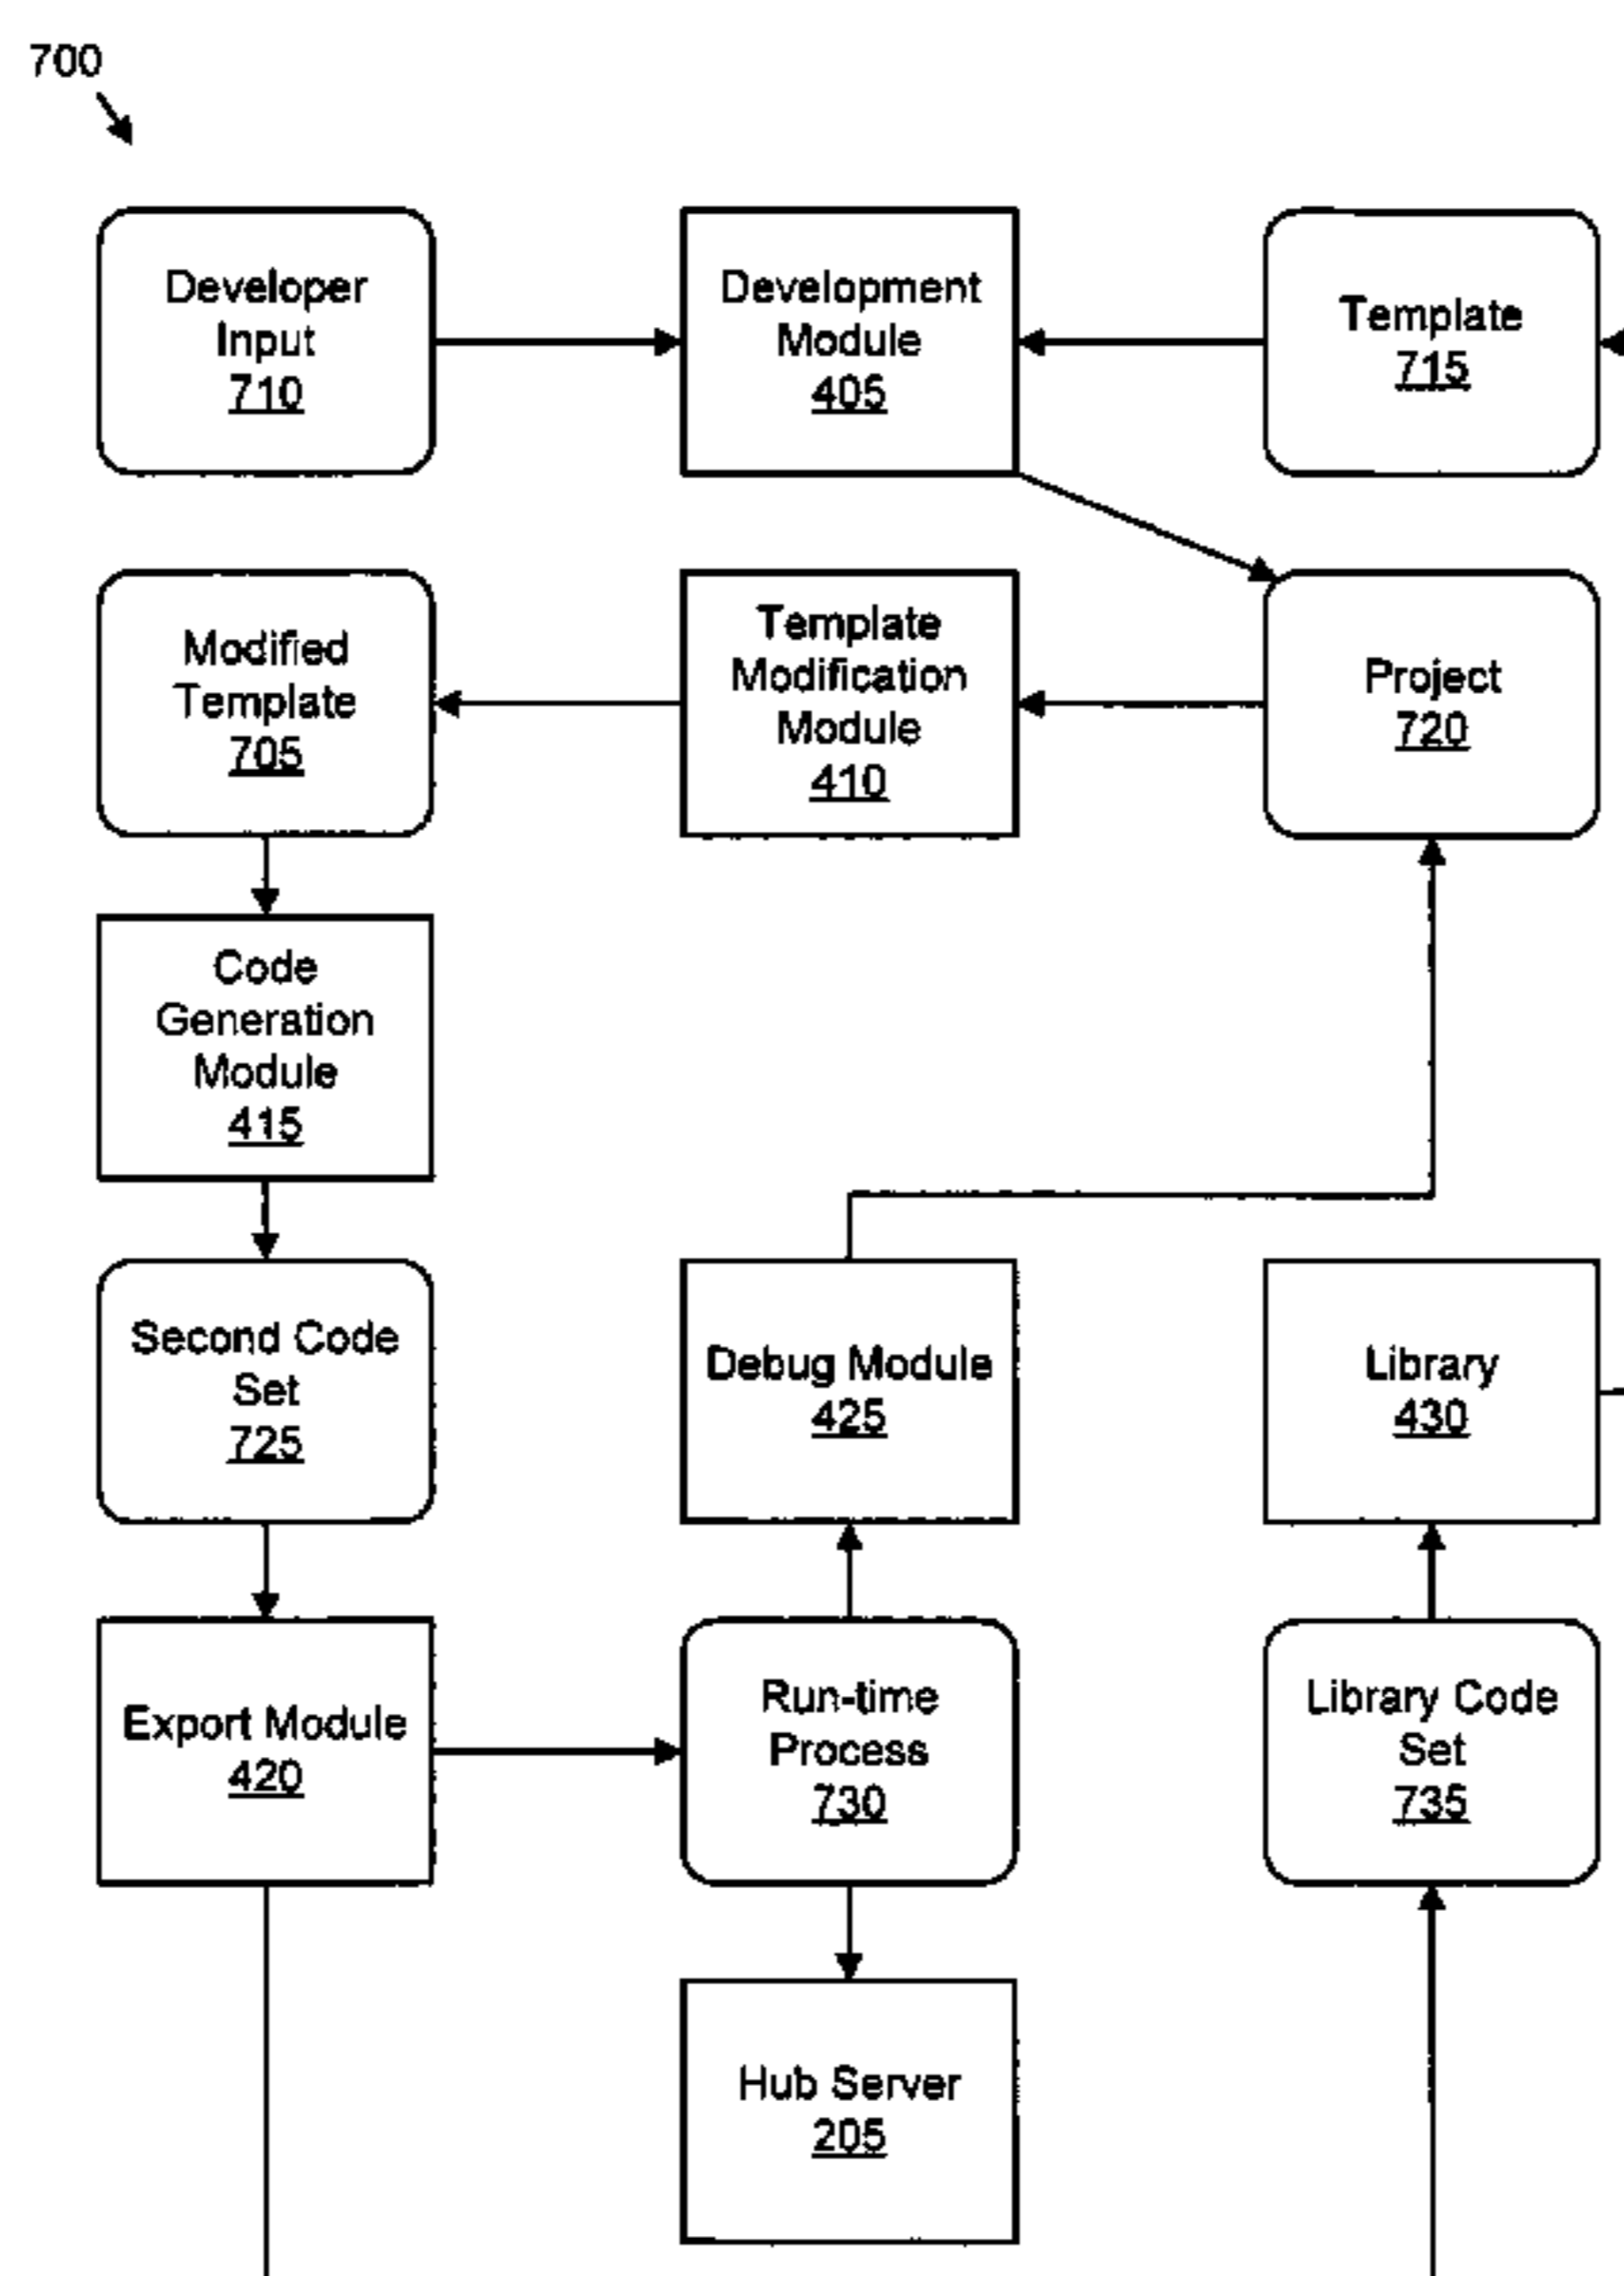 700
Developer
Input
710
Development
Module
405
Template
715
Modified
Template
705
Template
Modification
Module
410
Project
720
Code
Generation
Module
415
Second Code
Set
725
Debug Module
425
Library
430
Export Module
420
Run-time
Process
730
Library Code
Set
735
Hub Server
205